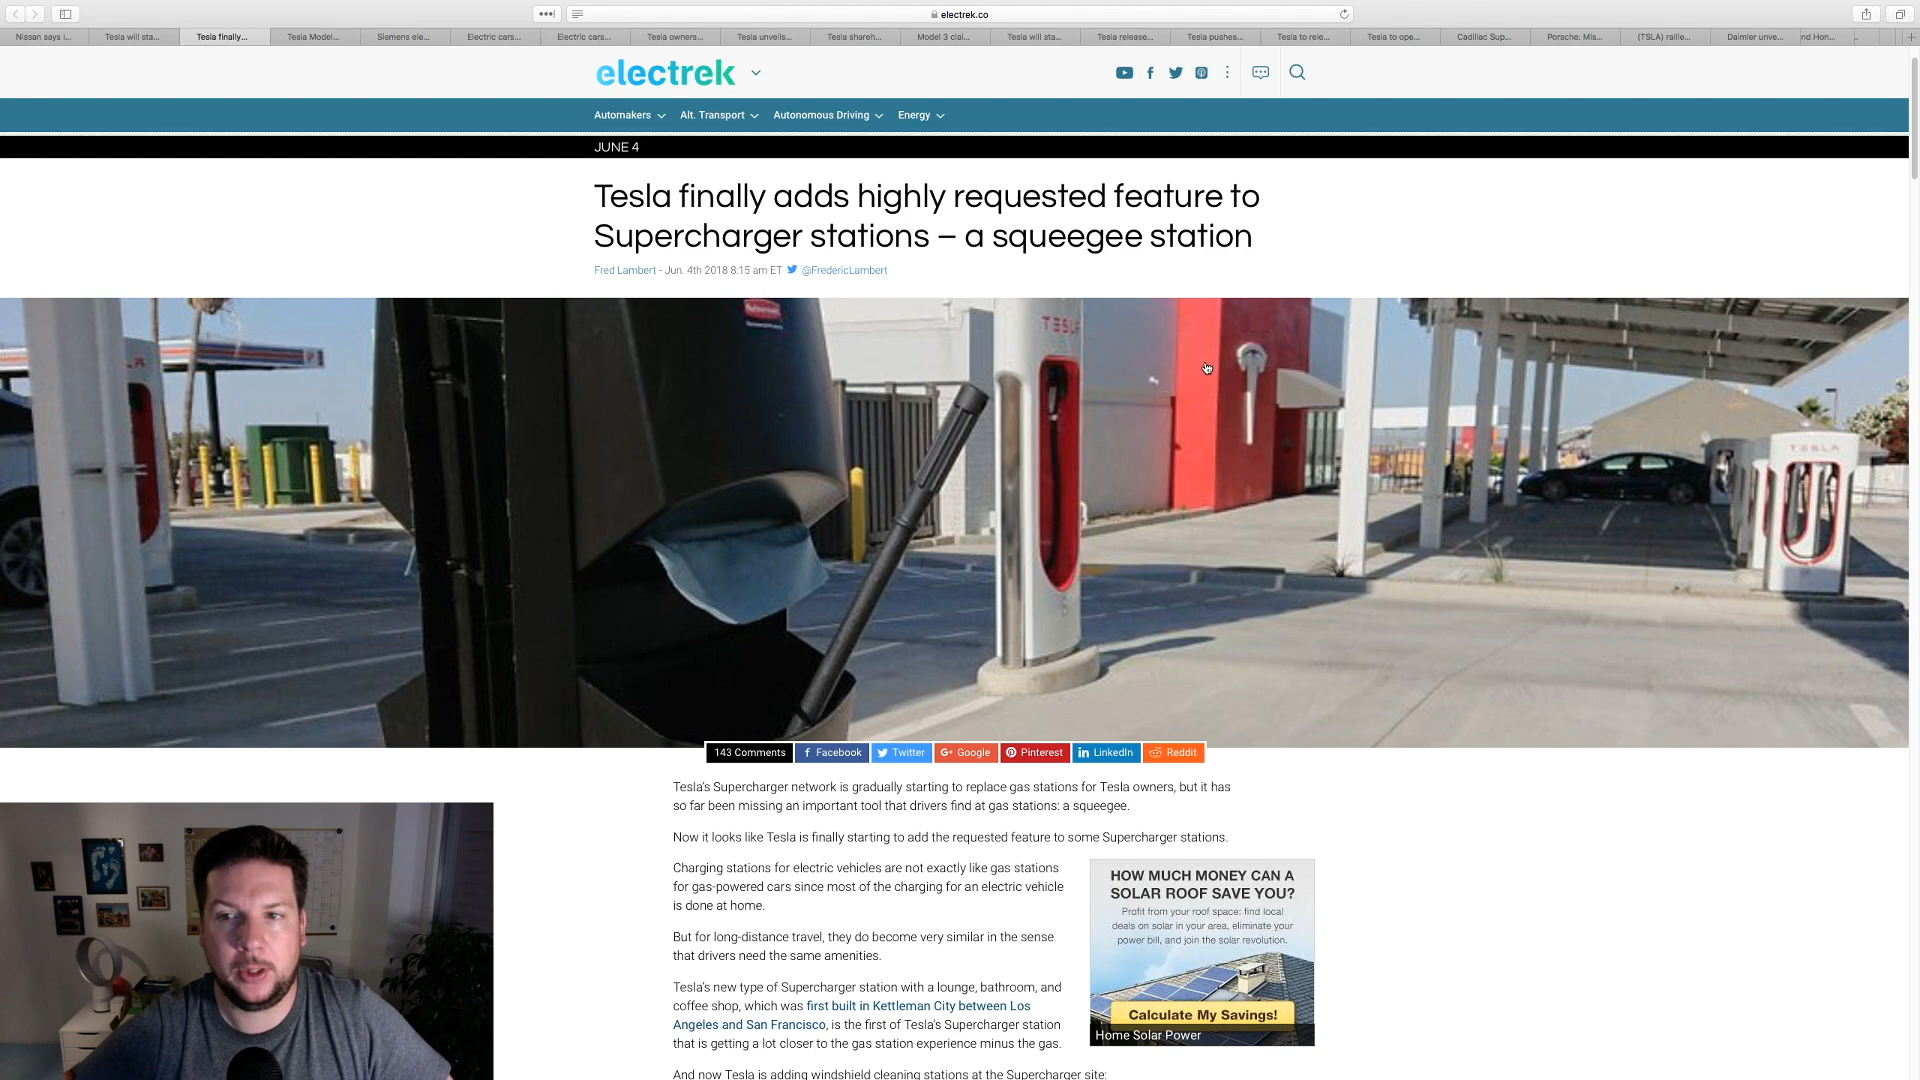 electrek.co
Nissan says i...
Tesla will sta...
Tesla finally...
Tesla Model...
Siemens ele...
Electric cars...
Electric cars...
Tesla owners...
Tesla unveils...
Tesla shareh...
Model 3 clai...
Tesla will sta...
Tesla release...
Tesla pushes...
Tesla to rele...
Tesla to ope...
Cadillac Sup...
Porsche: Mis...
(TSLA) rallie...
Daimler unve...
nd Hon...
electrek
Automakers
Alt. Transport
Autonomous Driving
Energy
JUNE 4
Tesla finally adds highly requested feature to
Supercharger stations – a squeegee station
Fred Lambert - Jun. 4th 2018 8:15 am ET @FredericLambert
TESLA
TESLA
143 Comments
Facebook
Twitter
G+ Google
Pinterest
in LinkedIn
Reddit
Tesla's Supercharger network is gradually starting to replace gas stations for Tesla owners, but it has
so far been missing an important tool that drivers find at gas stations: a squeegee.
Now it looks like Tesla is finally starting to add the requested feature to some Supercharger stations.
Charging stations for electric vehicles are not exactly like gas stations
for gas-powered cars since most of the charging for an electric vehicle
is done at home.
But for long-distance travel, they do become very similar in the sense
that drivers need the same amenities.
Tesla's new type of Supercharger station with a lounge, bathroom, and
coffee shop, which was first built in Kettleman City between Los
Angeles and San Francisco, is the first of Tesla's Supercharger station
that is getting a lot closer to the gas station experience minus the gas.
And now Tesla is adding windshield cleaning stations at the Supercharger site:
HOW MUCH MONEY CAN A
SOLAR ROOF SAVE YOU?
Profit from your roof space: find local
deals on solar in your area, eliminate your
power bill, and join the solar revolution.
Calculate My Savings!
Home Solar Power